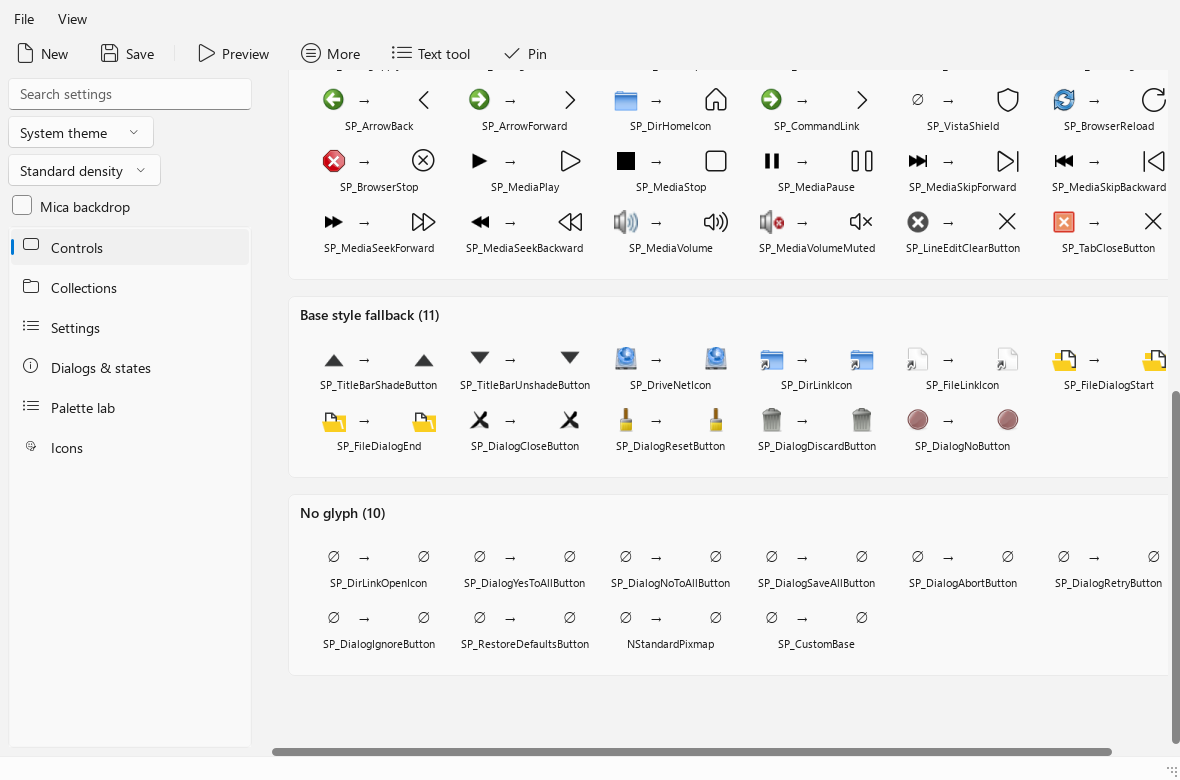 File View
New Save Preview More Text tool Pin
Search settings
System theme
Standard density
Mica backdrop
Controls
Collections
Settings
Dialogs & states
Palette lab
Icons
SP_ArrowBack SP_ArrowForward SP_DirHomeIcon SP_CommandLink SP_VistaShield SP_BrowserReload
SP_BrowserStop SP_MediaPlay SP_MediaStop SP_MediaPause SP_MediaSkipForward SP_MediaSkipBackward
SP_MediaSeekForward SP_MediaSeekBackward SP_MediaVolume SP_MediaVolumeMuted SP_LineEditClearButton SP_TabCloseButton
Base style fallback (11)
SP_TitleBarShadeButton SP_TitleBarUnshadeButton SP_DriveNetIcon SP_DirLinkIcon SP_FileLinkIcon SP_FileDialogStart
SP_FileDialogEnd SP_DialogCloseButton SP_DialogResetButton SP_DialogDiscardButton SP_DialogNoButton
No glyph (10)
SP_DirLinkOpenIcon SP_DialogYesToAllButton SP_DialogNoToAllButton SP_DialogSaveAllButton SP_DialogAbortButton SP_DialogRetryButton
SP_DialogIgnoreButton SP_RestoreDefaultsButton NStandardPixmap SP_CustomBase